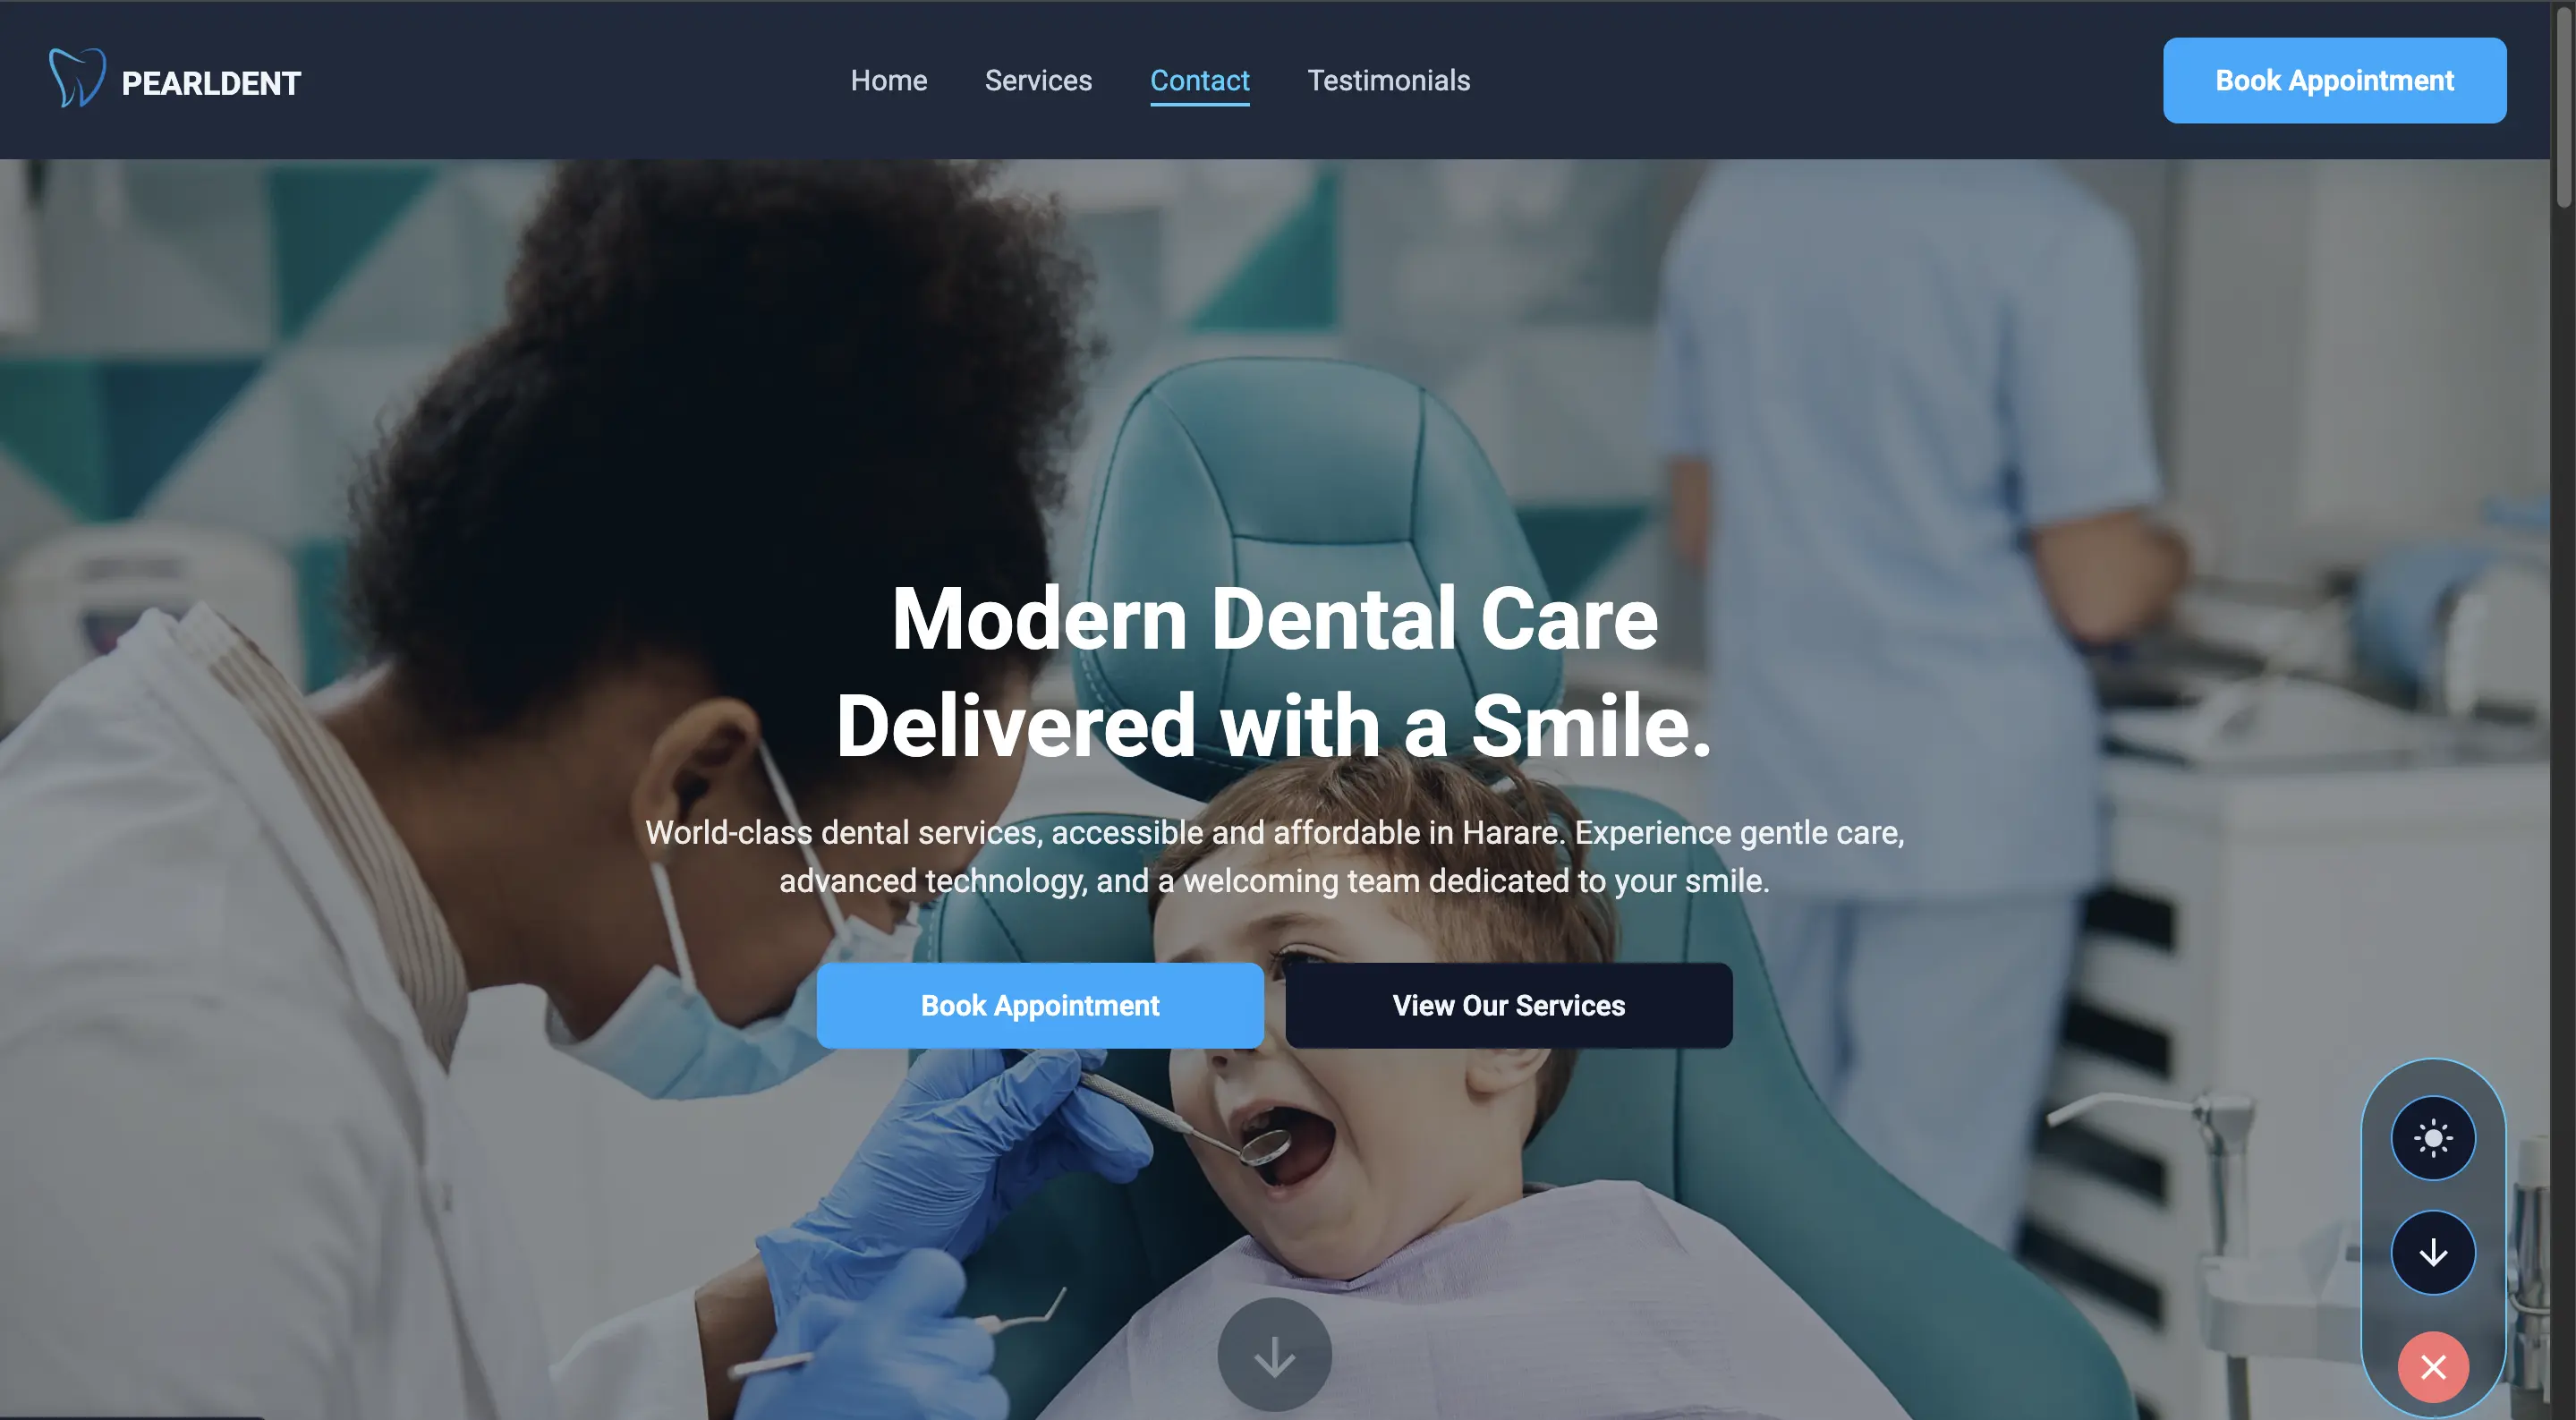 PEARLDENT
Home
Services
Contact
Testimonials
Book Appointment
Modern Dental Care
Delivered with a Smile.
World-class dental services, accessible and affordable in Harare. Experience gentle care,
advanced technology, and a welcoming team dedicated to your smile.
Book Appointment
View Our Services